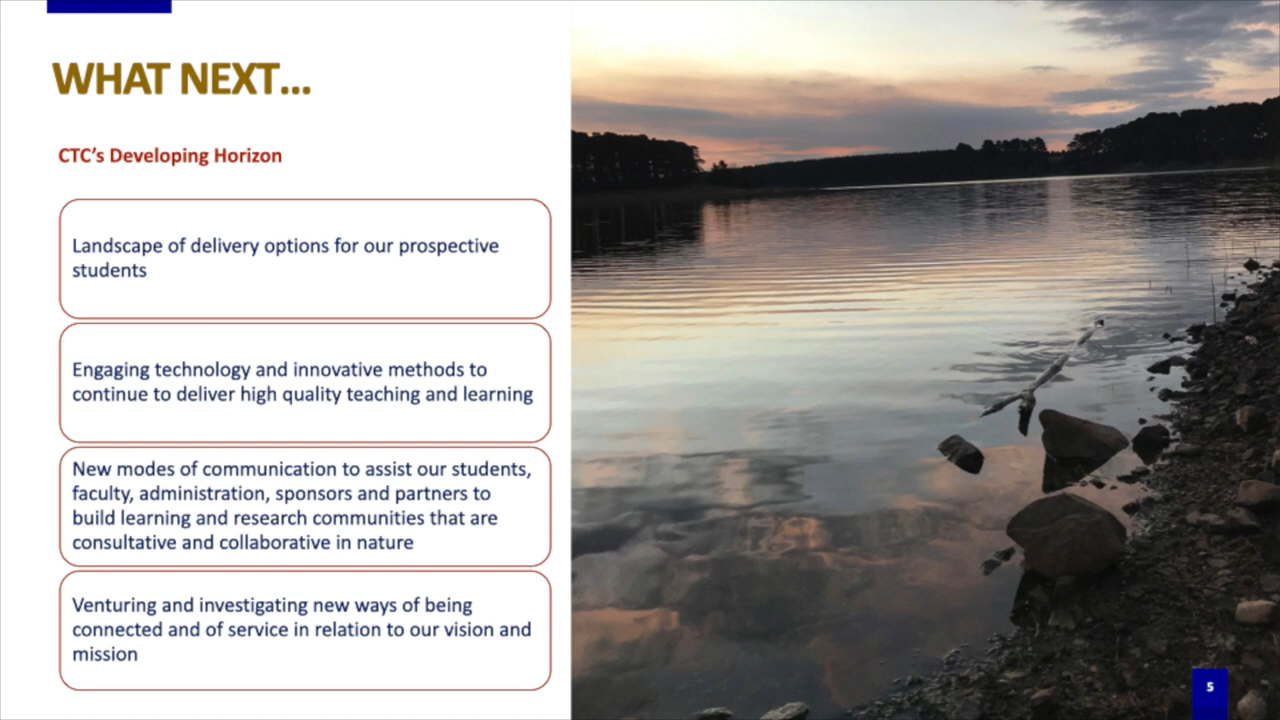 WHAT NEXT...
CTC's Developing Horizon
Landscape of delivery options for our prospective
students
Engaging technology and innovative methods to
continue to deliver high quality teaching and learning
New modes of communication to assist our students,
faculty, administration, sponsors and partners to
build learning and research communities that are
consultative and collaborative in nature
Venturing and investigating new ways of being
connected and of service in relation to our vision and
mission
5